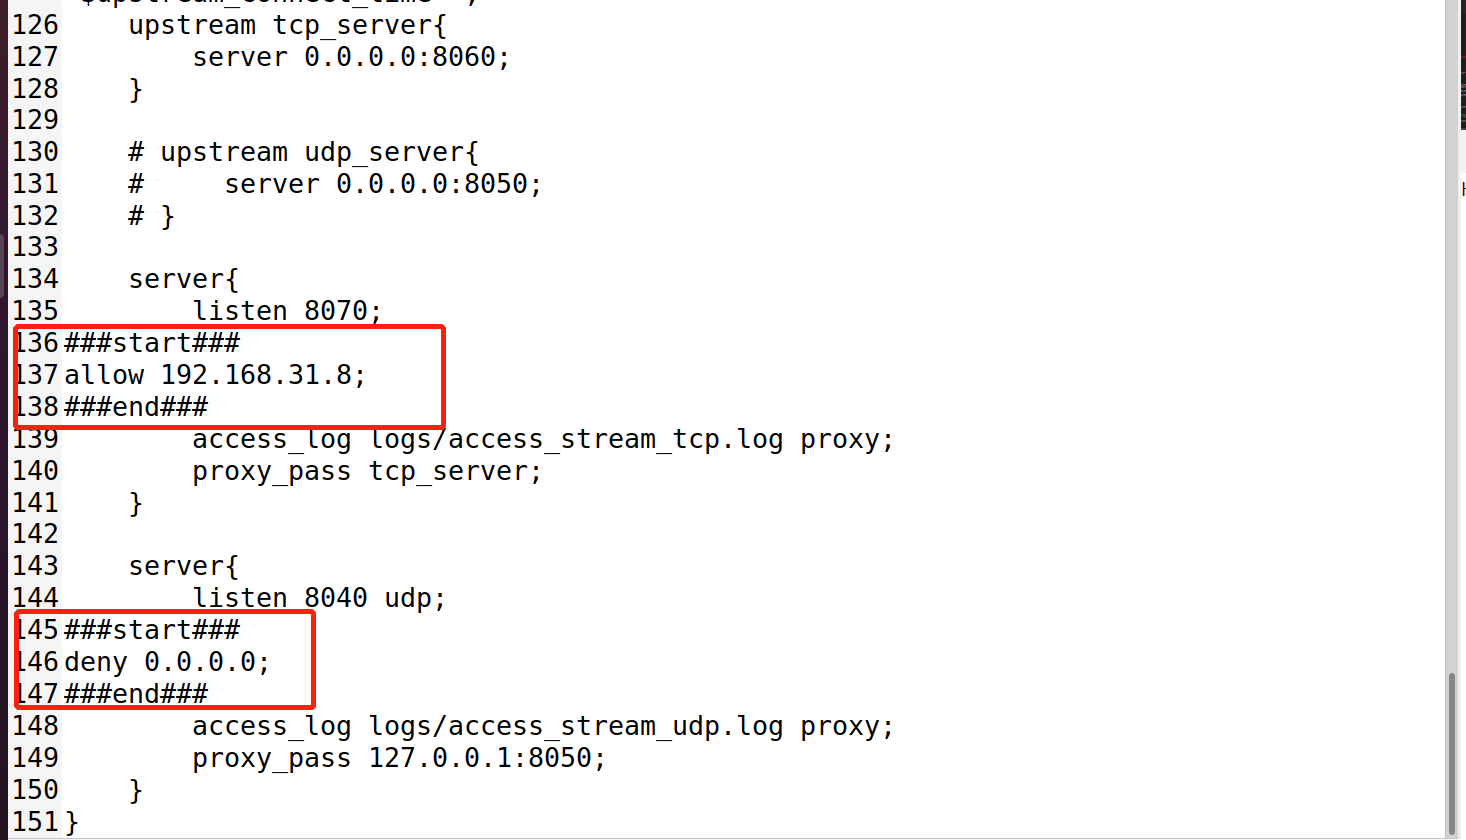 126     upstream tcp_server{
127         server 0.0.0.0:8060;
128     }
129
130     # upstream udp_server{
131     #     server 0.0.0.0:8050;
132     # }
133
134     server{
135         listen 8070;
136 ###start###
137 allow 192.168.31.8;
138 ###end###
139         access_log logs/access_stream_tcp.log proxy;
140         proxy_pass tcp_server;
141     }
142
143     server{
144         listen 8040 udp;
145 ###start###
146 deny 0.0.0.0;
147 ###end###
148         access_log logs/access_stream_udp.log proxy;
149         proxy_pass 127.0.0.1:8050;
150     }
151 }